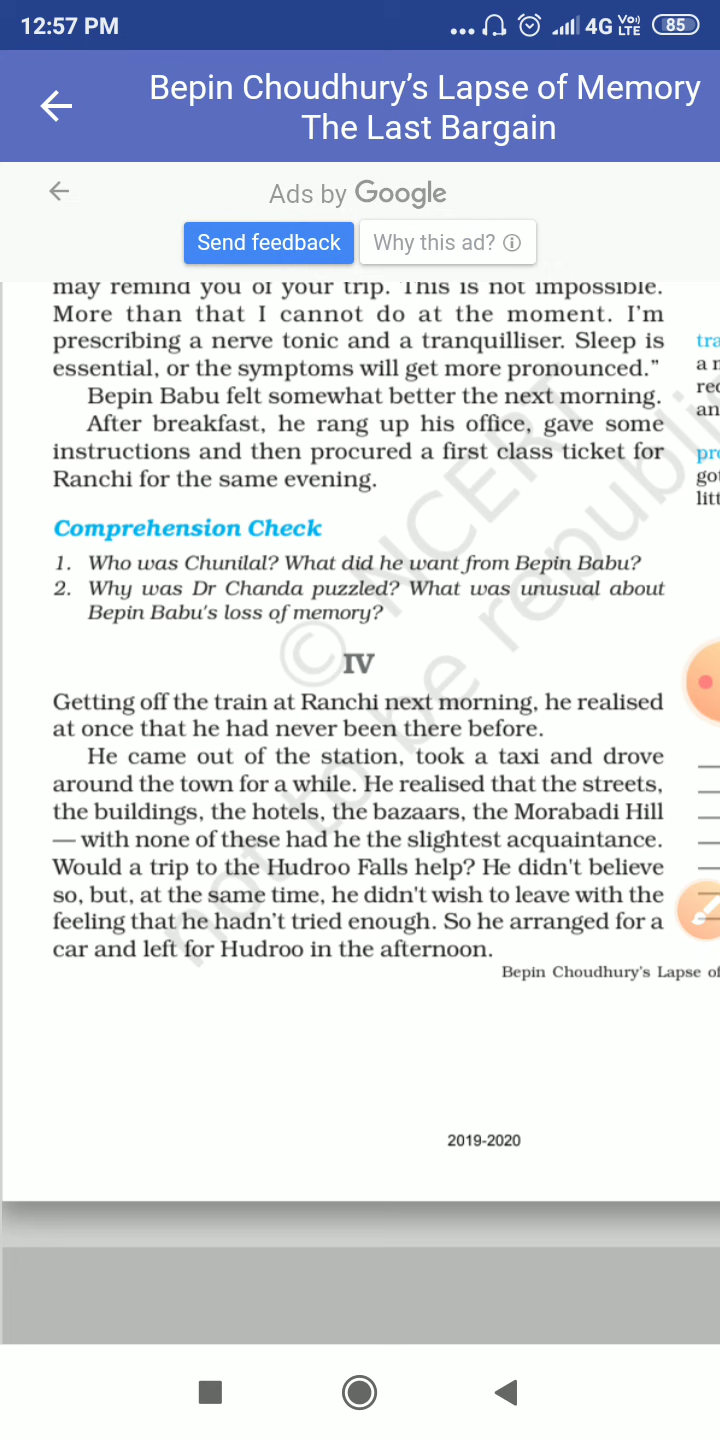 12:57 PM
4G Vo)) LTE 85
Bepin Choudhury's Lapse of Memory
The Last Bargain
Ads by Google
Send feedback
Why this ad?
may remind you of your trip. This is not impossible.
More than that I cannot do at the moment. I'm
prescribing a nerve tonic and a tranquilliser. Sleep is
essential, or the symptoms will get more pronounced."
Bepin Babu felt somewhat better the next morning.
After breakfast, he rang up his office, gave some
instructions and then procured a first class ticket for
Ranchi for the same evening.
Comprehension Check
1. Who was Chunilal? What did he want from Bepin Babu?
2. Why was Dr Chanda puzzled? What was unusual about
Bepin Babu's loss of memory?
IV
Getting off the train at Ranchi next morning, he realised
at once that he had never been there before.
He came out of the station, took a taxi and drove
around the town for a while. He realised that the streets,
the buildings, the hotels, the bazaars, the Morabadi Hill
— with none of these had he the slightest acquaintance.
Would a trip to the Hudroo Falls help? He didn't believe
so, but, at the same time, he didn't wish to leave with the
feeling that he hadn't tried enough. So he arranged for a
car and left for Hudroo in the afternoon.
Bepin Choudhury's Lapse of
2019-2020
© NCERT
not to be republi